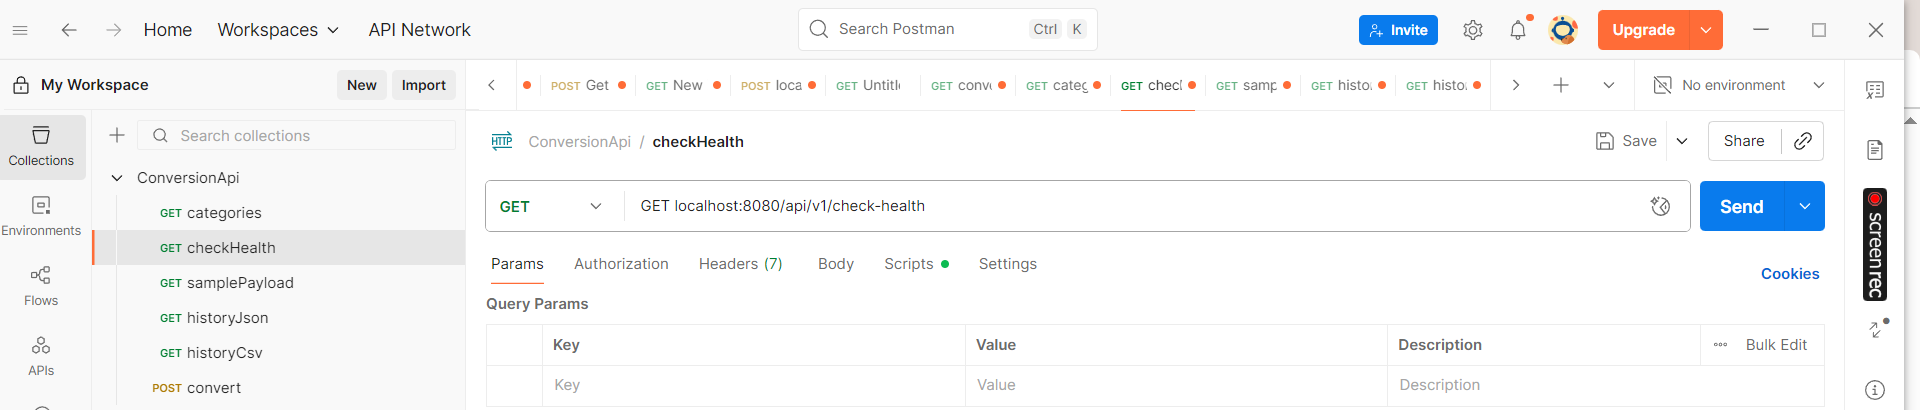 Home Workspaces API Network Search Postman Ctrl K Invite Upgrade
My Workspace New Import
POST Get GET New POST loca GET Untitle GET conv GET categ GET check GET samp GET histo GET histo No environment
Collections
Environments
Flows
APIs
Search collections
ConversionApi
GET categories
GET checkHealth
GET samplePayload
GET historyJson
GET historyCsv
POST convert
HTTP ConversionApi / checkHealth Save Share
GET GET localhost:8080/api/v1/check-health Send
Params Authorization Headers (7) Body Scripts Settings Cookies
Query Params
Key Value Description Bulk Edit
Key Value Description
screenrec